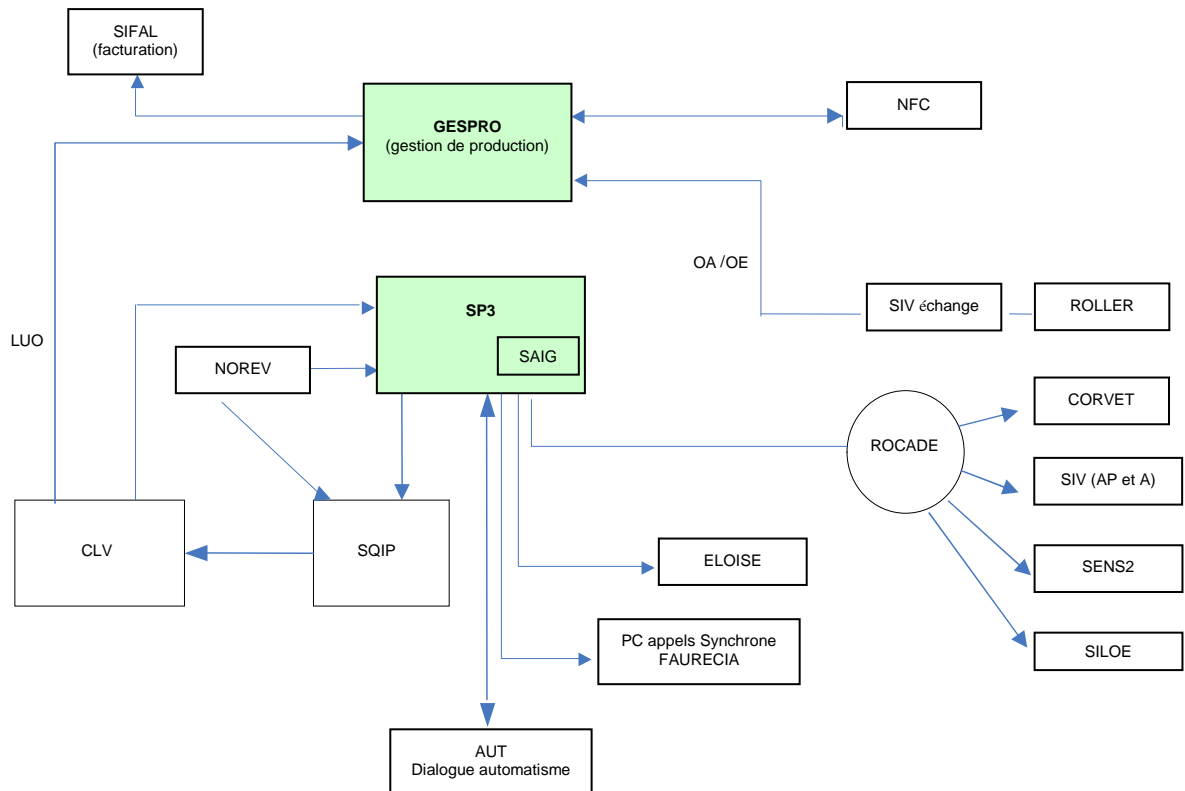 SIFAL
(facturation)
GESPRO
(gestion de production)
NFC
OA /OE
SP3
SAIG
SIV échange
ROLLER
LUO
NOREV
CORVET
ROCADE
SIV (AP et A)
CLV
SQIP
ELOISE
SENS2
PC appels Synchrone
FAURECIA
SILOE
AUT
Dialogue automatisme